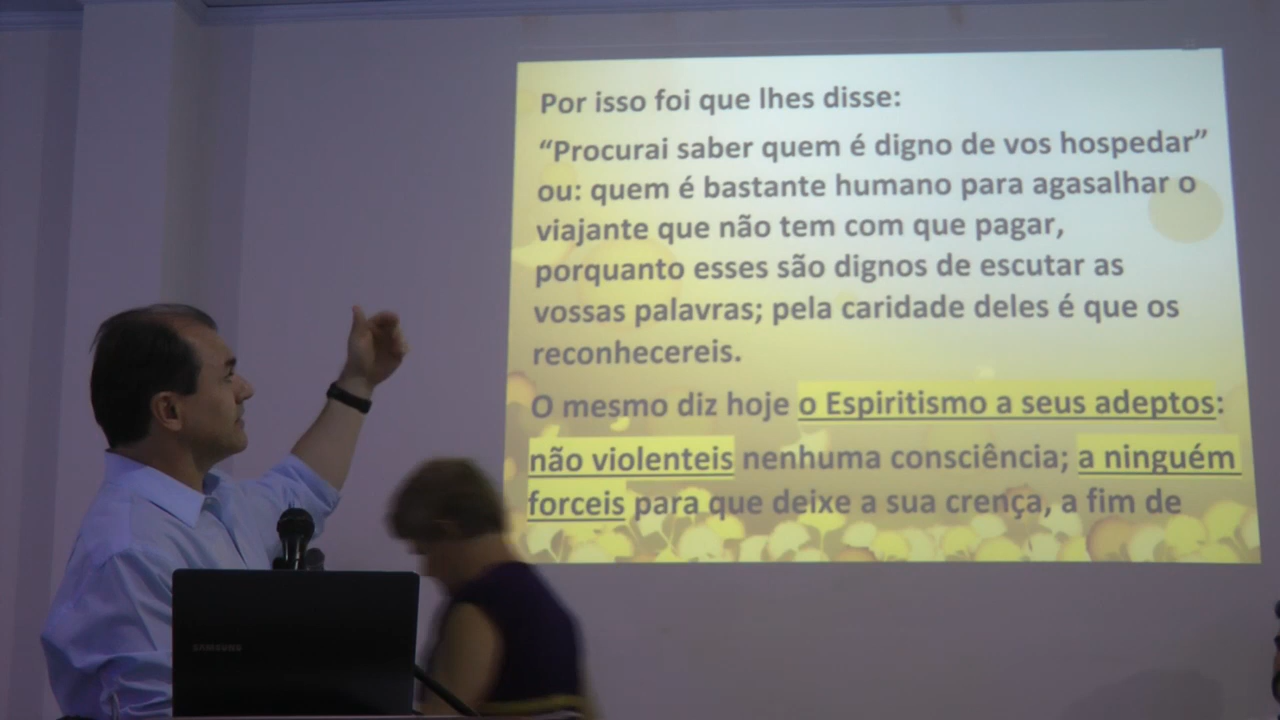 Por isso foi que lhes disse:
“Procurai saber quem é digno de vos hospedar”
ou: quem é bastante humano para agasalhar o
viajante que não tem com que pagar,
porquanto esses são dignos de escutar as
vossas palavras; pela caridade deles é que os
reconhecereis.
O mesmo diz hoje o Espiritismo a seus adeptos:
não violenteis nenhuma consciência; a ninguém
forceis para que deixe a sua crença, a fim de
SAMSUNG